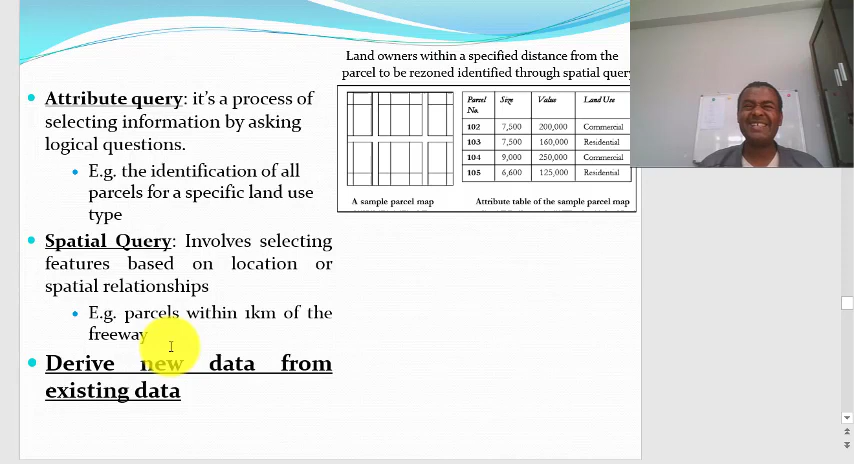 Land owners within a specified distance from the
parcel to be rezoned identified through spatial query
• Attribute query: it's a process of
selecting information by asking
logical questions.
• E.g. the identification of all
parcels for a specific land use
type
• Spatial Query: Involves selecting
features based on location or
spatial relationships
• E.g. parcels within 1km of the
freeway
• Derive new data from
existing data
Parcel No. Size Value Land Use
102 7,500 200,000 Commercial
103 7,500 160,000 Residential
104 9,000 250,000 Commercial
105 6,600 125,000 Residential
A sample parcel map
Attribute table of the sample parcel map